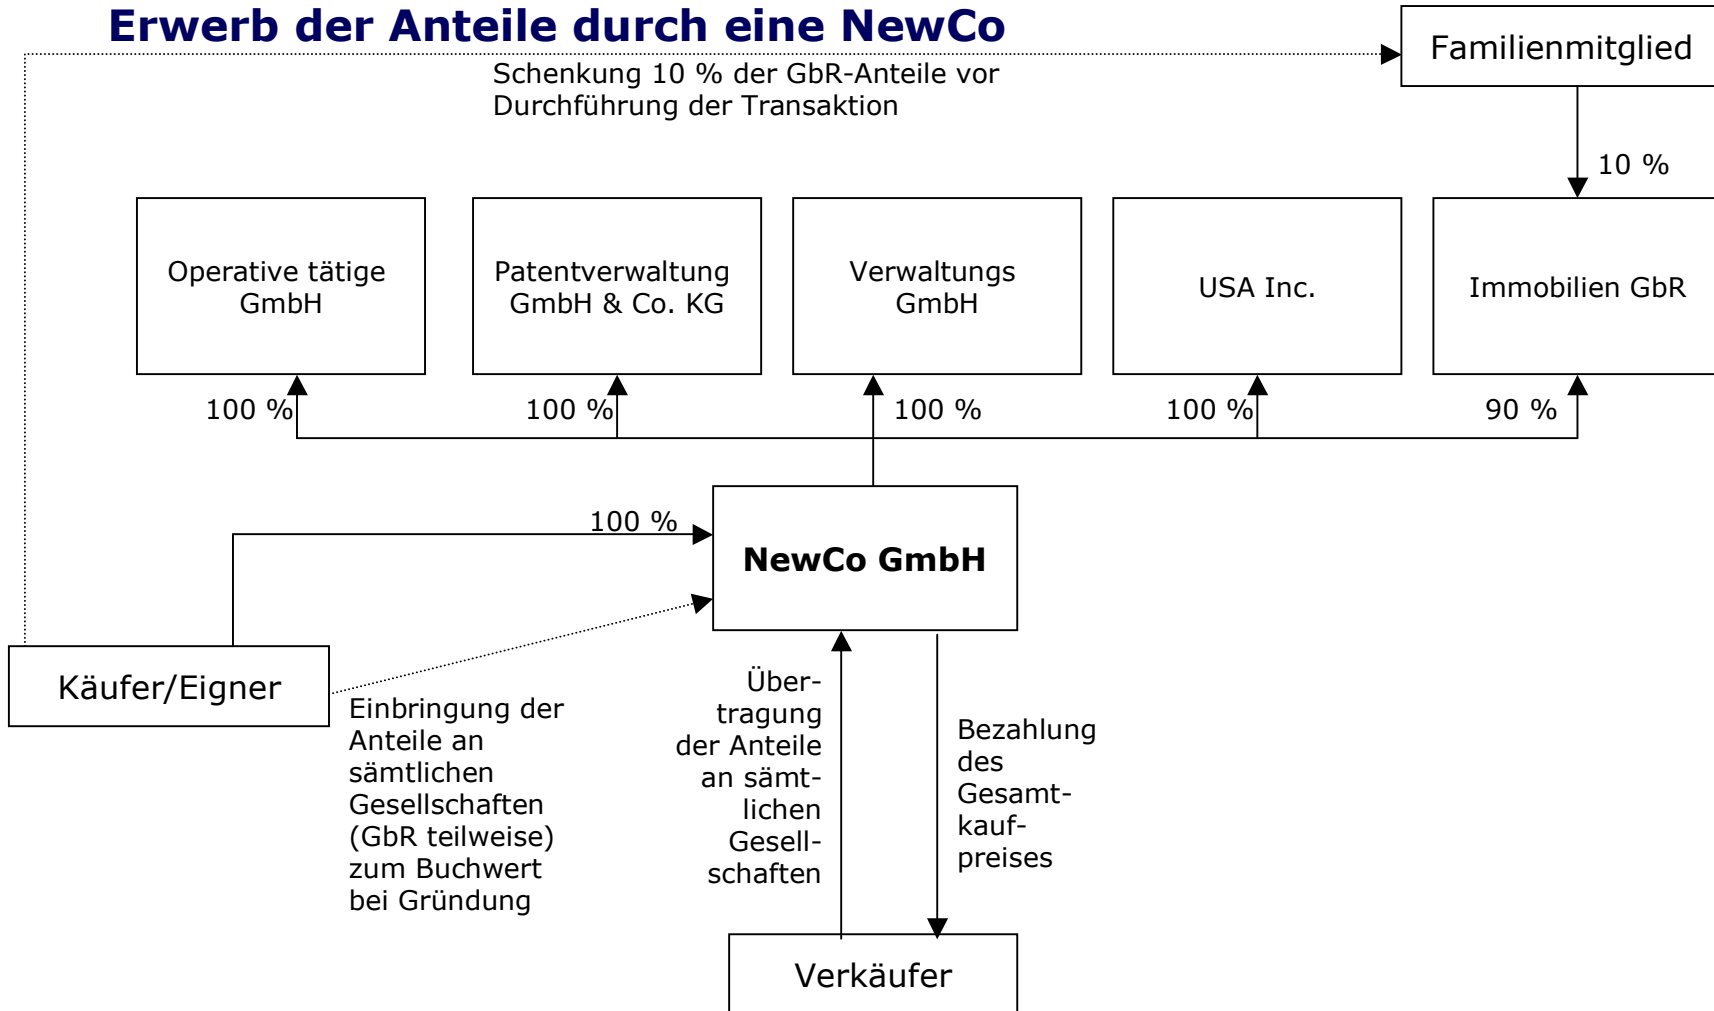 Erwerb der Anteile durch eine NewCo
Familienmitglied
Schenkung 10 % der GbR-Anteile vor
Durchführung der Transaktion
10 %
Operative tätige
GmbH
Patentverwaltung
GmbH & Co. KG
Verwaltungs
GmbH
USA Inc.
Immobilien GbR
100 %
100 %
100 %
100 %
90 %
100 %
NewCo GmbH
Käufer/Eigner
Einbringung der
Anteile an
sämtlichen
Gesellschaften
(GbR teilweise)
zum Buchwert
bei Gründung
Über-
tragung
der Anteile
an sämt-
lichen
Gesell-
schaften
Bezahlung
des
Gesamt-
kauf-
preises
Verkäufer